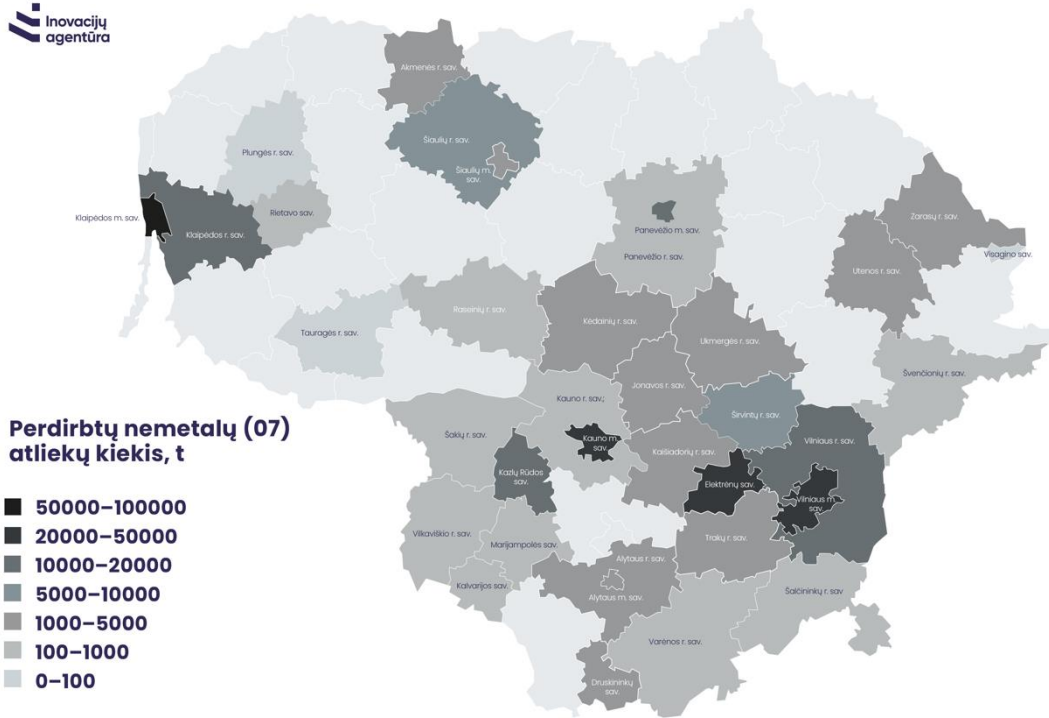 Inovacijų
agentūra
Akmenės r. sav.
Šiaulių r. sav.
Šiaulių m.
sav.
Plungės r. sav.
Rietavo sav.
Klaipėdos m. sav.
Klaipėdos r. sav.
Panevėžio m. sav.
Panevėžio r. sav.
Zarasų r. sav.
Visagino sav.
Utenos r. sav.
Tauragės r. sav.
Raseinių r. sav.
Kėdainių r. sav.
Ukmergės r. sav.
Švenčionių r. sav.
Jonavos r. sav.
Kauno r. sav.;
Širvintų r. sav.
Šakių r. sav.
Kauno m.
sav.
Kaišiadorių r. sav.
Vilniaus r. sav.
Kazlų Rūdos
sav.
Elektrėnų sav.
Vilniaus m.
sav.
Vilkaviškio r. sav.
Marijampolės sav.
Trakų r. sav.
Alytaus r. sav.
Kalvarijos sav.
Alytaus m. sav.
Šalčininkų r. sav
Varėnos r. sav.
Druskininkų
sav.
Perdirbtų nemetalų (07)
atliekų kiekis, t
50000–100000
20000–50000
10000–20000
5000–10000
1000–5000
100–1000
0–100